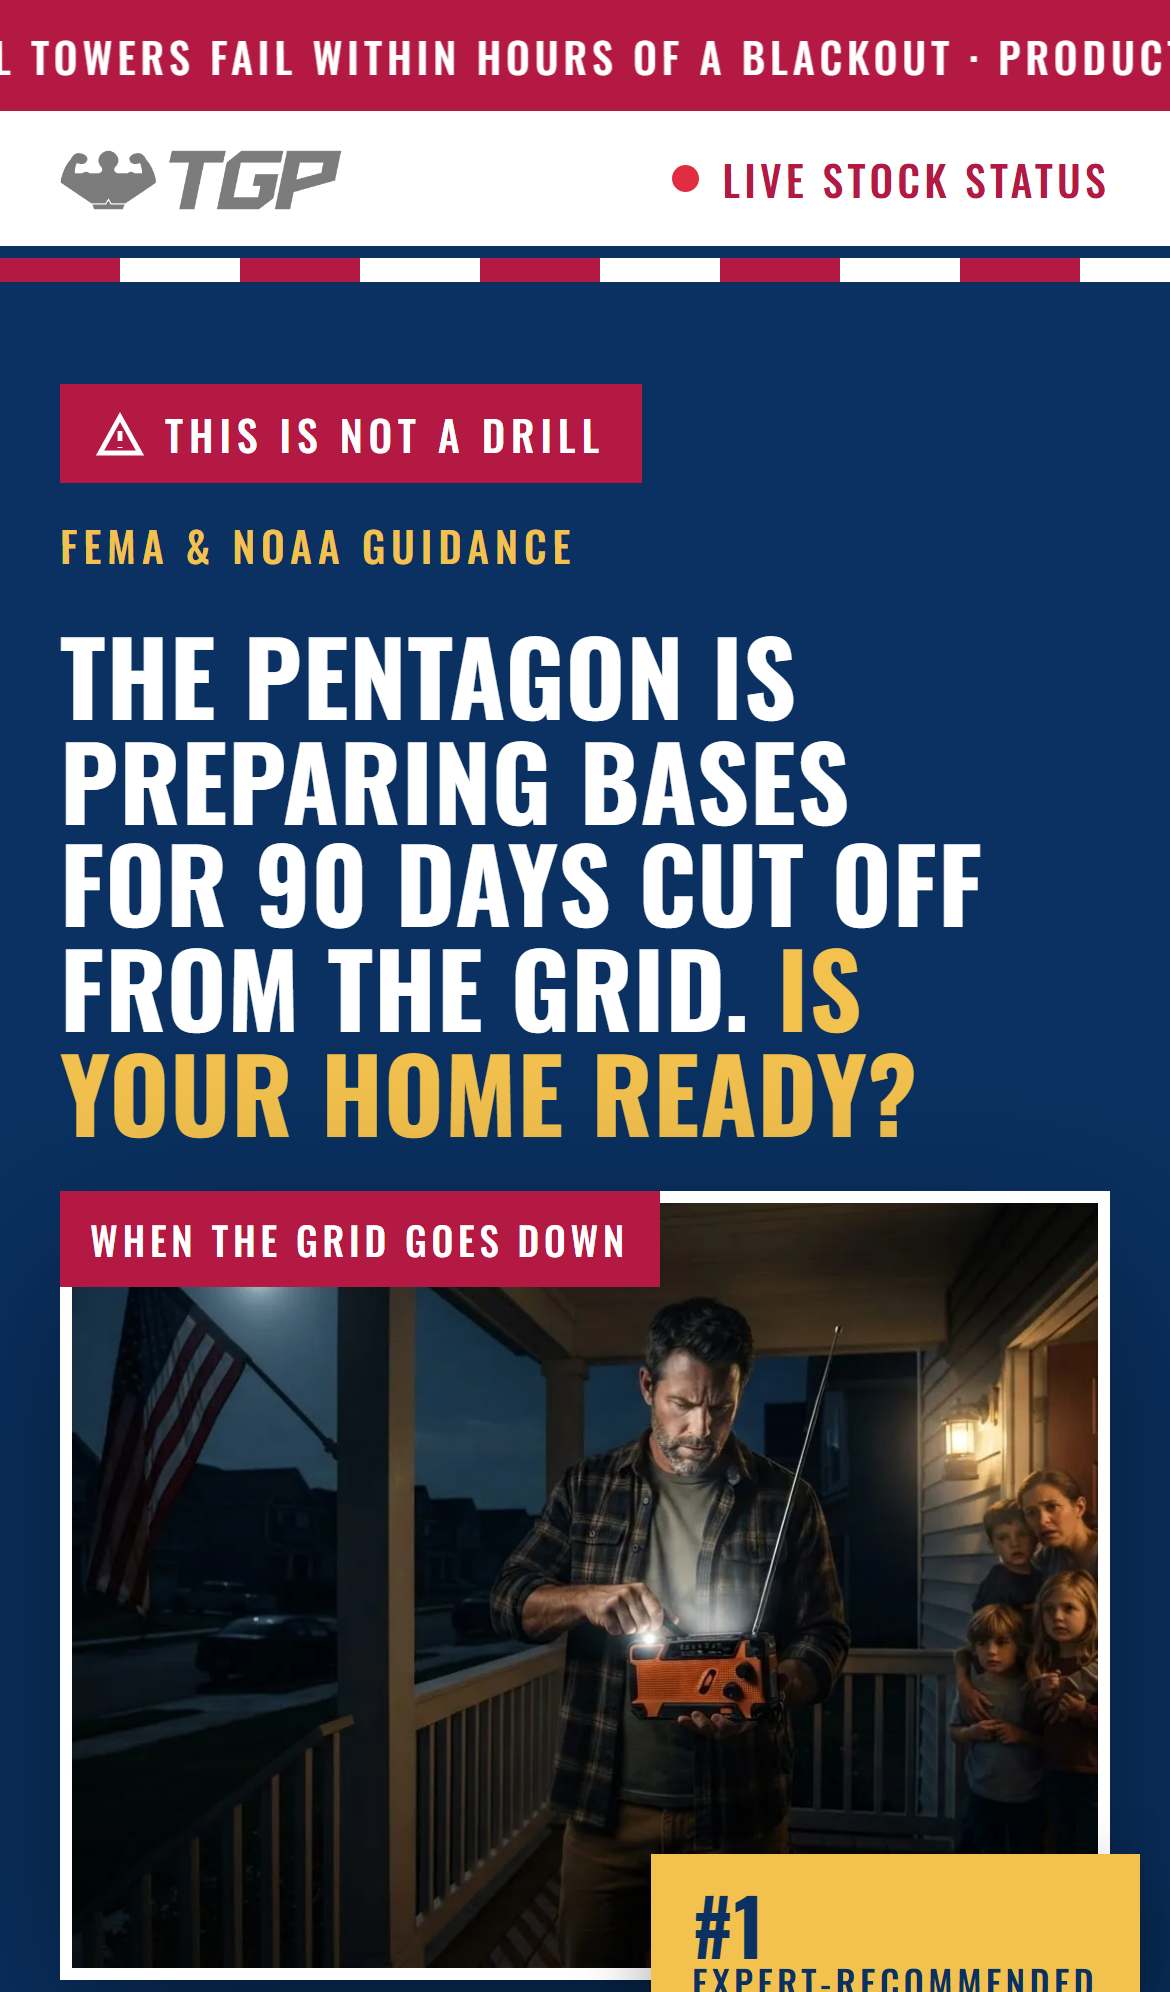 TOWERS FAIL WITHIN HOURS OF A BLACKOUT ·
TGP
LIVE STOCK STATUS
THIS IS NOT A DRILL
FEMA & NOAA GUIDANCE
THE PENTAGON IS
PREPARING BASES
FOR 90 DAYS CUT OFF
FROM THE GRID. IS
YOUR HOME READY?
WHEN THE GRID GOES DOWN
#1
EXPERT-RECOMMENDED